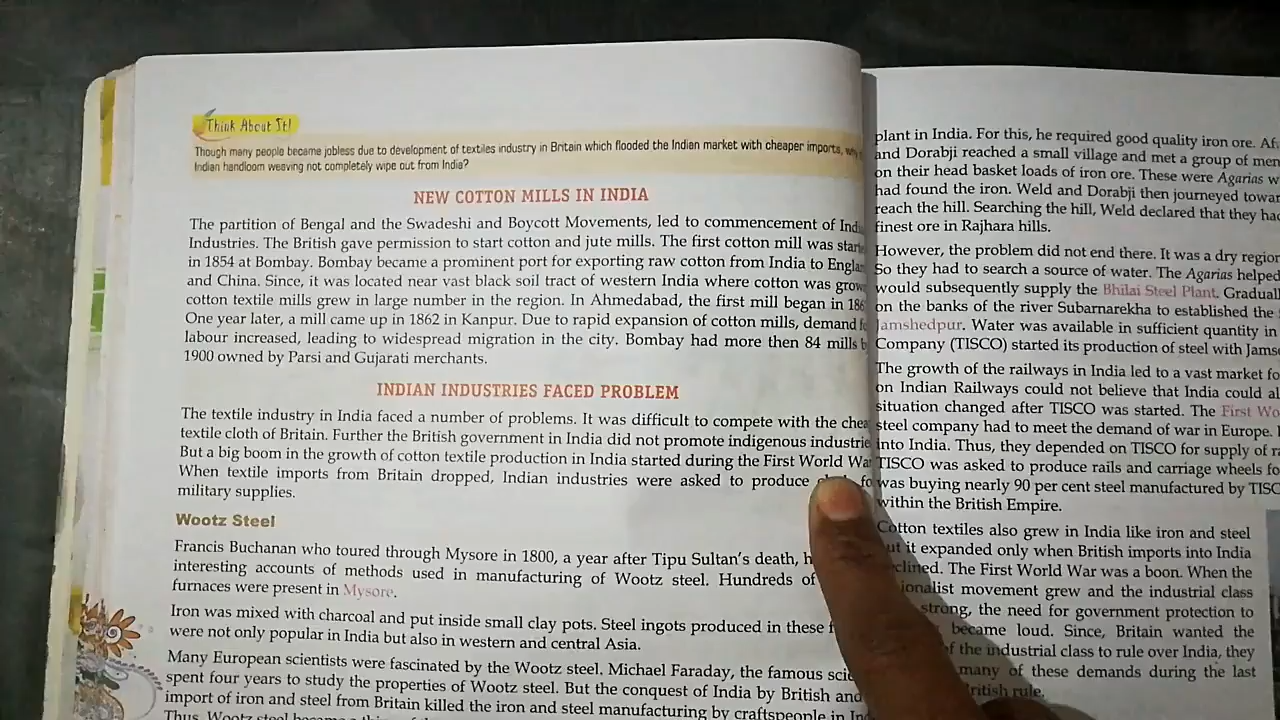 Think About It!
Though many people became jobless due to development of textiles industry in Britain which flooded the Indian market with cheaper imports,
Indian handloom weaving not completely wipe out from India?
NEW COTTON MILLS IN INDIA
The partition of Bengal and the Swadeshi and Boycott Movements, led to commencement of
Industries. The British gave permission to start cotton and jute mills. The first cotton mill was
in 1854 at Bombay. Bombay became a prominent port for exporting raw cotton from India to
and China. Since, it was located near vast black soil tract of western India where cotton was
cotton textile mills grew in large number in the region. In Ahmedabad, the first mill began in
One year later, a mill came up in 1862 in Kanpur. Due to rapid expansion of cotton mills, demand
labour increased, leading to widespread migration in the city. Bombay had more then 84 mills
1900 owned by Parsi and Gujarati merchants.
INDIAN INDUSTRIES FACED PROBLEM
The textile industry in India faced a number of problems. It was difficult to compete with the
textile cloth of Britain. Further the British government in India did not promote indigenous
But a big boom in the growth of cotton textile production in India started during the First World
When textile imports from Britain dropped, Indian industries were asked to produce
military supplies.
Wootz Steel
Francis Buchanan who toured through Mysore in 1800, a year after Tipu Sultan's death,
interesting accounts of methods used in manufacturing of Wootz steel. Hundreds of
furnaces were present in Mysore.
Iron was mixed with charcoal and put inside small clay pots. Steel ingots produced in these
were not only popular in India but also in western and central Asia.
Many European scientists were fascinated by the Wootz steel. Michael Faraday, the famous
spent four years to study the properties of Wootz steel. But the conquest of India by British and
import of iron and steel from Britain killed the iron and steel manufacturing by craftspeople in
Thus, Wootz steel
plant in India. For this, he required good quality iron ore.
and Dorabji reached a small village and met a group of men
on their head basket loads of iron ore. These were Agarias
had found the iron. Weld and Dorabji then journeyed
reach the hill. Searching the hill, Weld declared that they
finest ore in Rajhara hills.
However, the problem did not end there. It was a dry
So they had to search a source of water. The Agarias helped
would subsequently supply the Bhilai Steel Plant.
on the banks of the river Subarnarekha to established the
Jamshedpur. Water was available in sufficient quantity in
Company (TISCO) started its production of steel with
The growth of the railways in India led to a vast market
on Indian Railways could not believe that India could
situation changed after TISCO was started. The First
steel company had to meet the demand of war in Europe.
into India. Thus, they depended on TISCO for supply of
TISCO was asked to produce rails and carriage wheels
was buying nearly 90 per cent steel manufactured by
within the British Empire.
Cotton textiles also grew in India like iron and steel
it expanded only when British imports into India
The First World War was a boon. When the
movement grew and the industrial class
strong, the need for government protection to
became loud. Since, Britain wanted the
of the industrial class to rule over India, they
many of these demands during the last
rule.